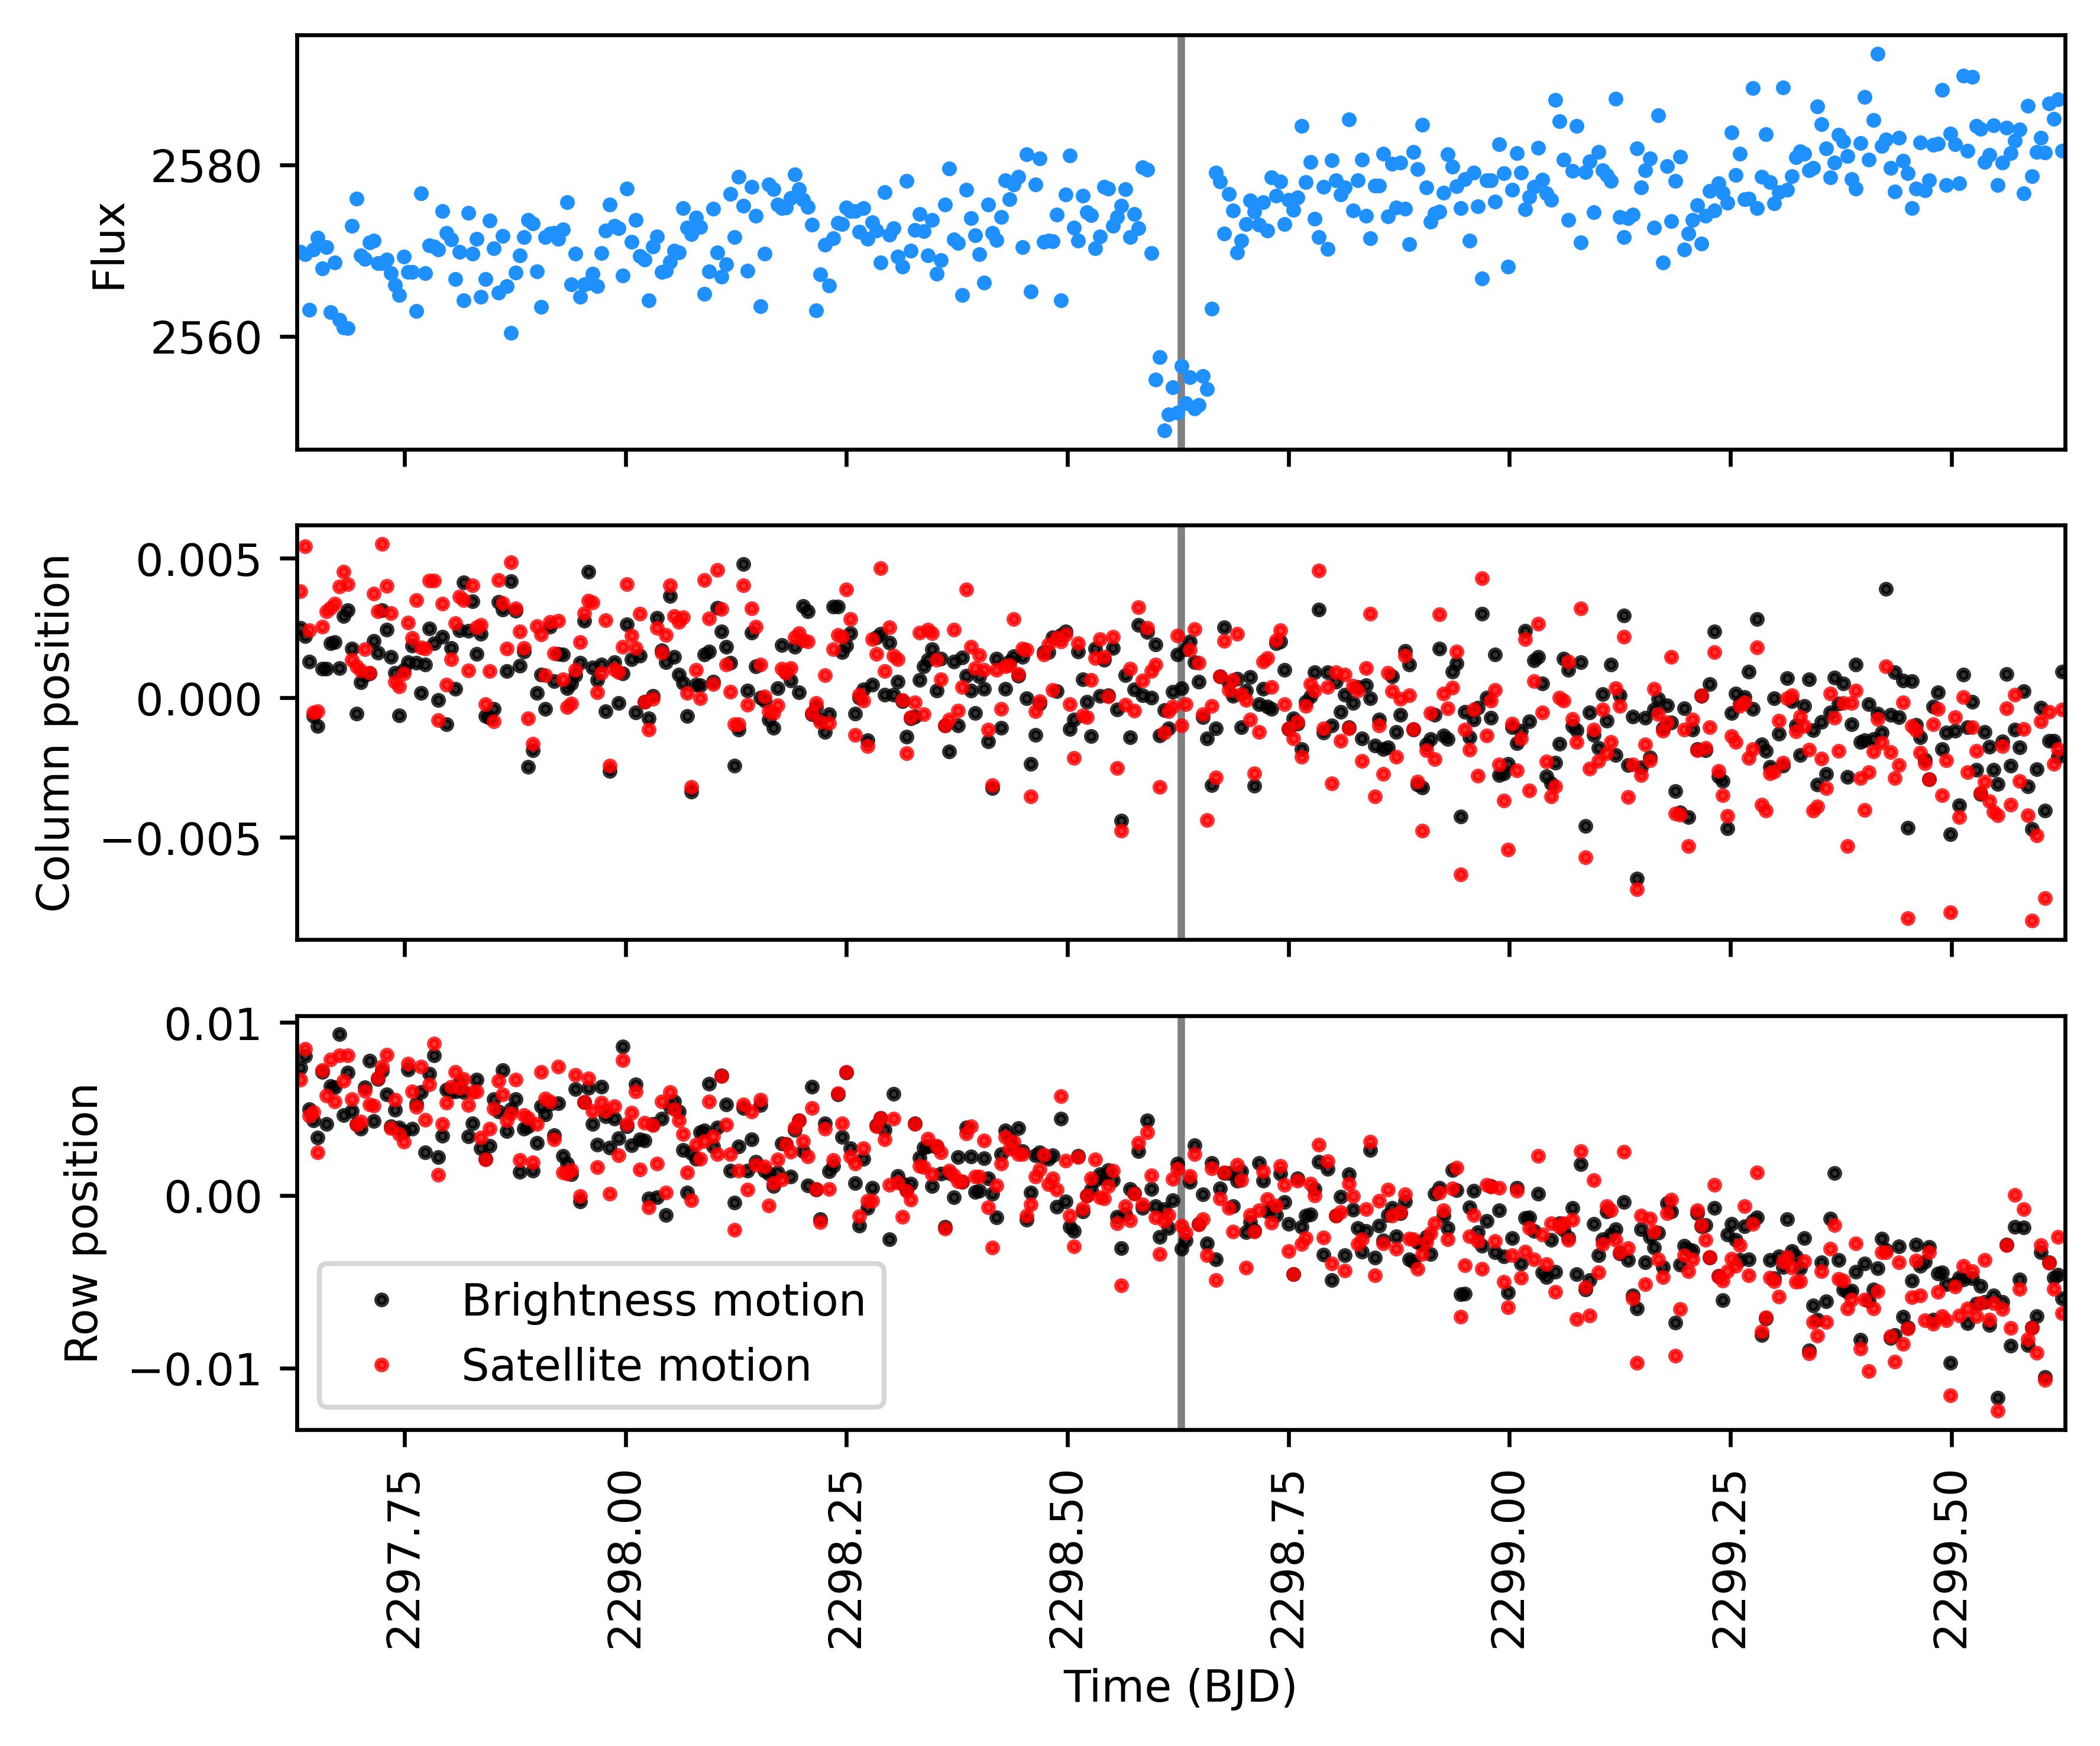 Flux
2580
2560
Column position
0.005
0.000
−0.005
Row position
0.01
0.00
−0.01
Brightness motion
Satellite motion
2297.75
2298.00
2298.25
2298.50
2298.75
2299.00
2299.25
2299.50
Time (BJD)